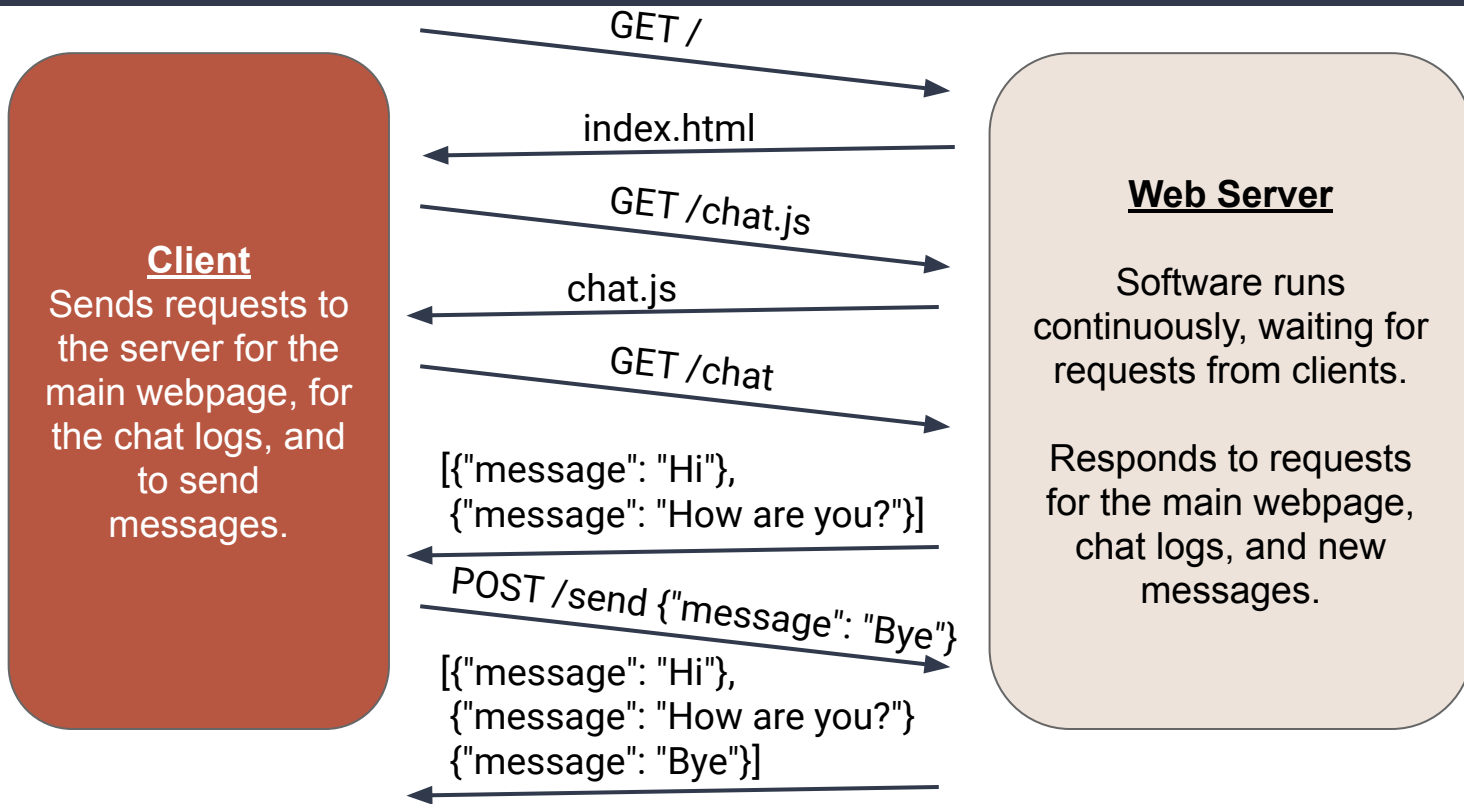 GET /
index.html
GET /chat.js
chat.js
GET /chat
[{"message": "Hi"},
{"message": "How are you?"}]
POST /send {"message": "Bye"}
[{"message": "Hi"},
{"message": "How are you?"}
{"message": "Bye"}]
Client
Sends requests to
the server for the
main webpage, for
the chat logs, and
to send
messages.
Web Server
Software runs
continuously, waiting for
requests from clients.
Responds to requests
for the main webpage,
chat logs, and new
messages.